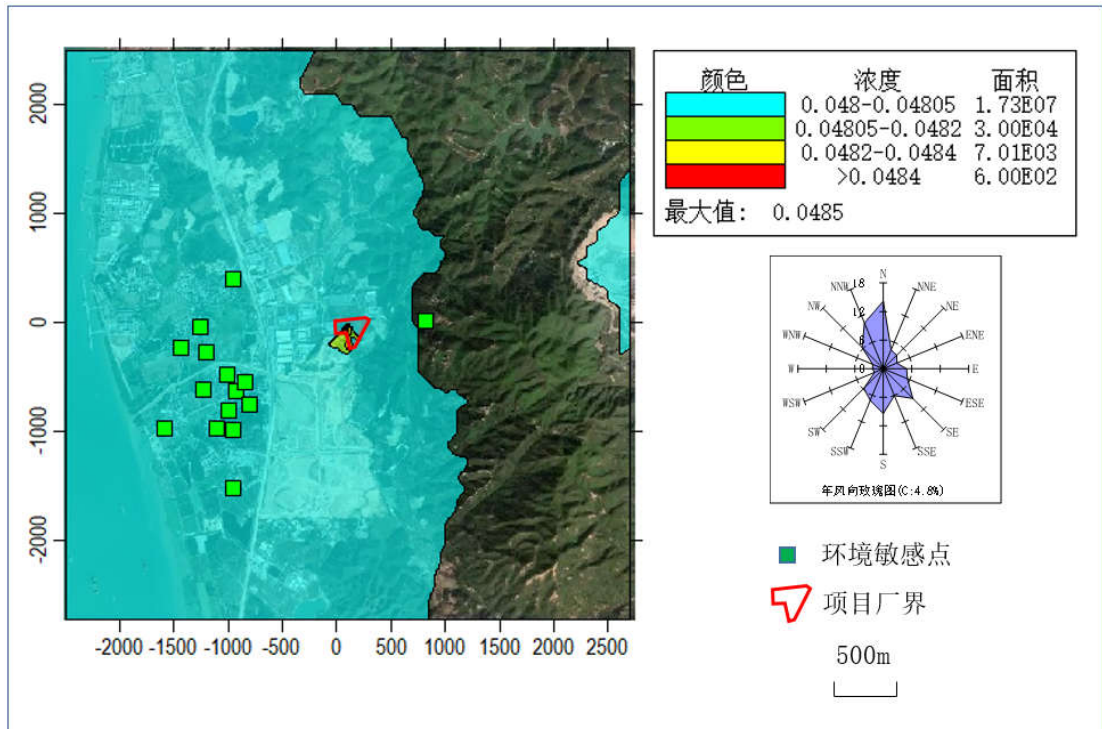 颜色 浓度 面积
0.048-0.04805 1.73E07
0.04805-0.0482 3.00E04
0.0482-0.0484 7.01E03
>0.0484 6.00E02
最大值: 0.0485
2000
1000
0
-1000
-2000
-2000 -1500 -1000 -500 0 500 1000 1500 2000 2500
N
NNE
NE
ENE
E
ESE
SE
SSE
S
SSW
SW
WSW
W
WNW
NW
NNW
18
12
6
0
年风向玫瑰图(C:4.8%)
环境敏感点
项目厂界
500m